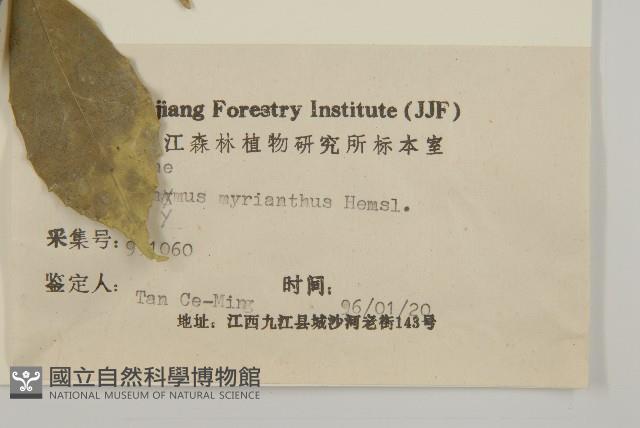 jiang Forestry Institute (JJF)
江森林植物研究所标本室
ne
myrianthus Hemsl.
采集号: 1060
鉴定人: Tan Ce-Ming 时间: 96/01/20
地址: 江西九江县城沙河老街143号
國立自然科學博物館
NATIONAL MUSEUM OF NATURAL SCIENCE